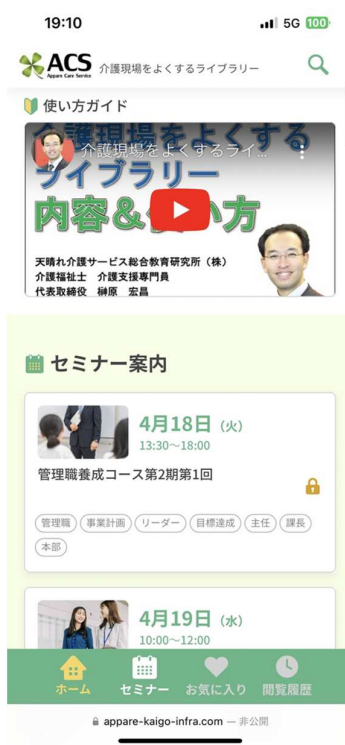 19:10
5G 100
ACS
Appare Care Service
介護現場をよくするライブラリー
使い方ガイド
介護現場をよくする
介護現場をよくするライ...
ライブラリー
内容&使い方
天晴れ介護サービス総合教育研究所（株）
介護福祉士 介護支援専門員
代表取締役 榊原 宏昌
セミナー案内
4月18日（火）
13:30～18:00
管理職養成コース第2期第1回
管理職 事業計画 リーダー 目標達成 主任 課長
本部
4月19日（水）
10:00～12:00
ホーム セミナー お気に入り 閲覧履歴
appare-kaigo-infra.com — 非公開